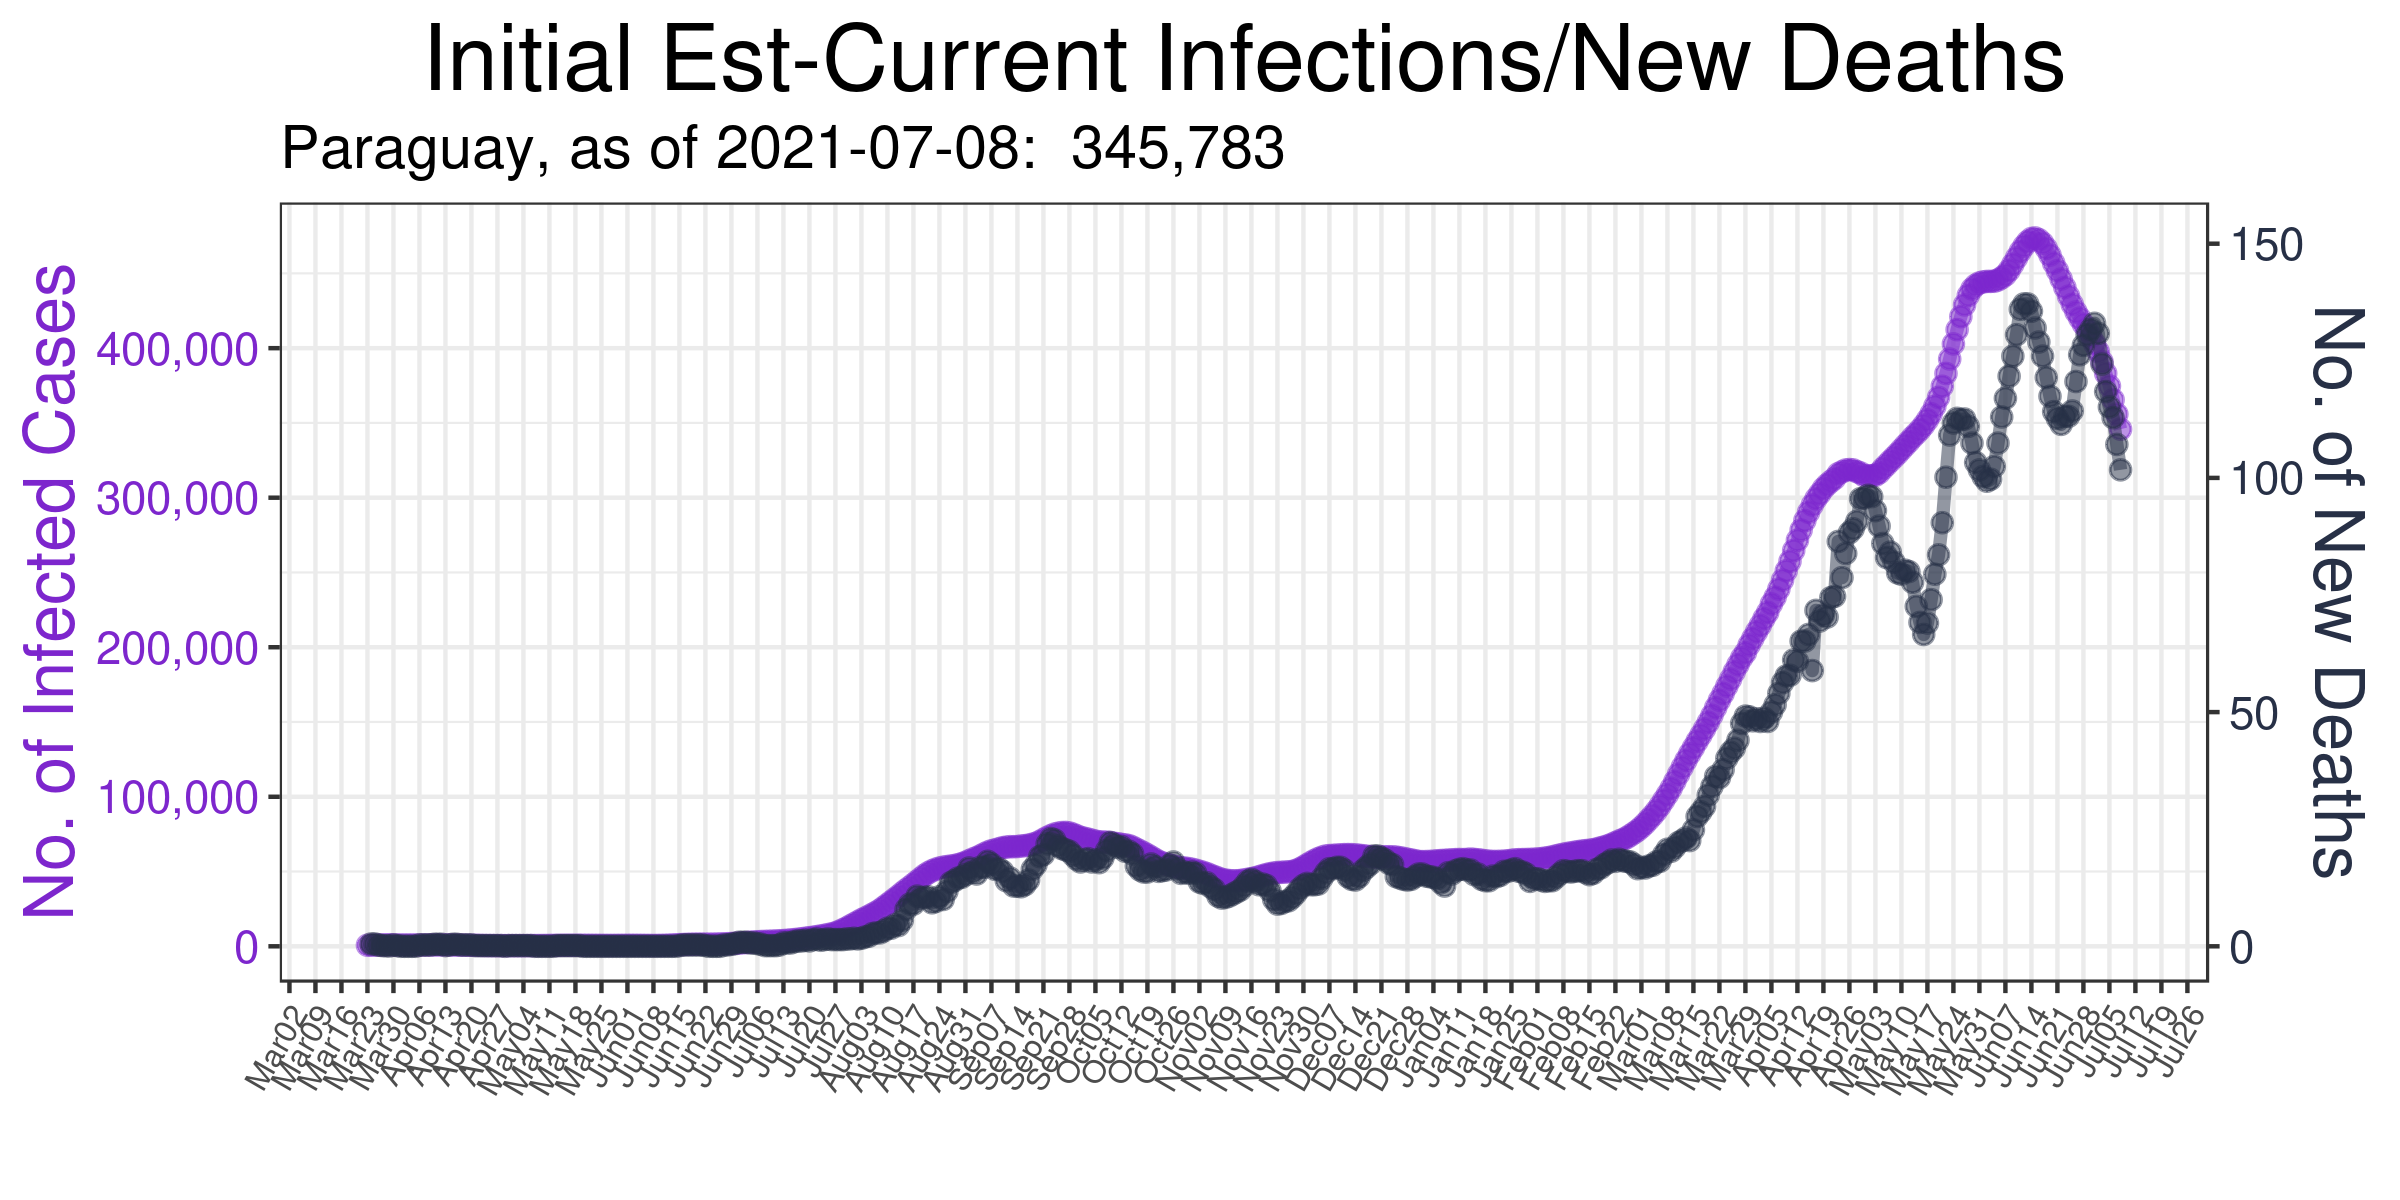 Initial Est-Current Infections/New Deaths
Paraguay, as of 2021-07-08:  345,783
No. of Infected Cases
400,000
300,000
200,000
100,000
0
150
100
50
0
No. of New Deaths
Mar02
Mar09
Mar16
Mar23
Mar30
Apr06
Apr13
Apr20
Apr27
May04
May11
May18
May25
Jun01
Jun08
Jun15
Jun22
Jun29
Jul06
Jul13
Jul20
Jul27
Aug03
Aug10
Aug17
Aug24
Aug31
Sep07
Sep14
Sep21
Sep28
Oct05
Oct12
Oct19
Oct26
Nov02
Nov09
Nov16
Nov23
Nov30
Dec07
Dec14
Dec21
Dec28
Jan04
Jan11
Jan18
Jan25
Feb01
Feb08
Feb15
Feb22
Mar01
Mar08
Mar15
Mar22
Mar29
Apr05
Apr12
Apr19
Apr26
May03
May10
May17
May24
May31
Jun07
Jun14
Jun21
Jun28
Jul05
Jul12
Jul19
Jul26